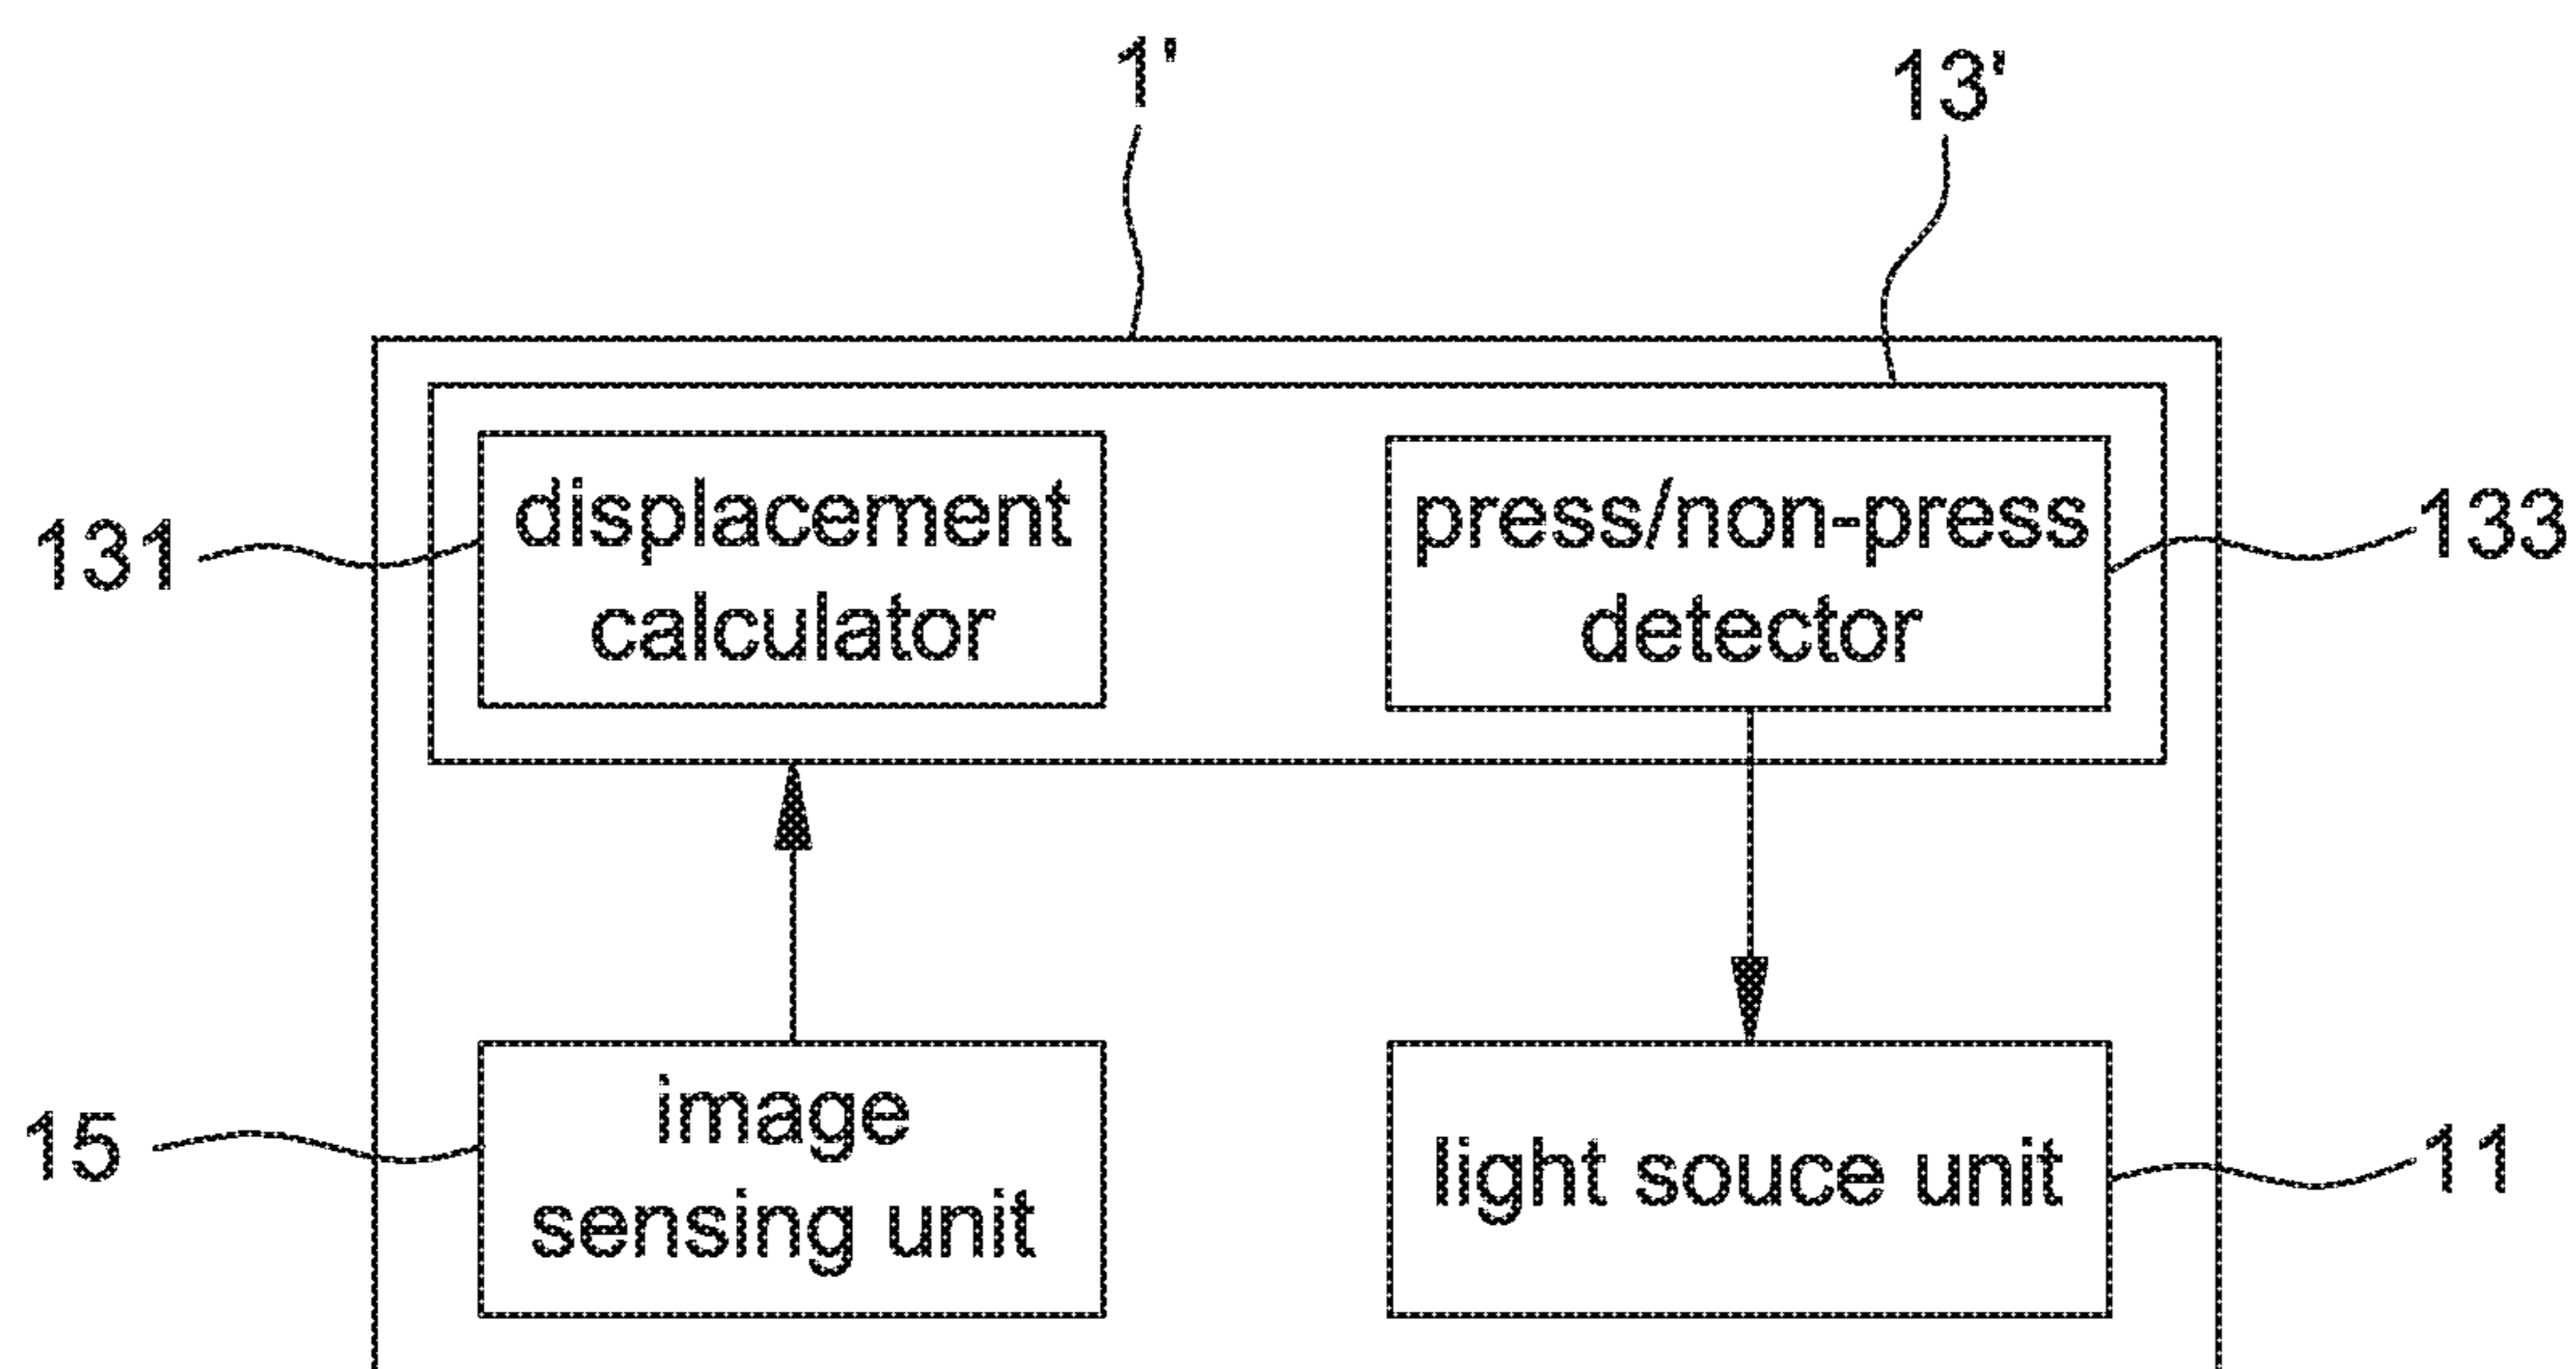 1'
13'
displacement
calculator
press/non-press
detector
131
133
image
sensing unit
light souce unit
15
11